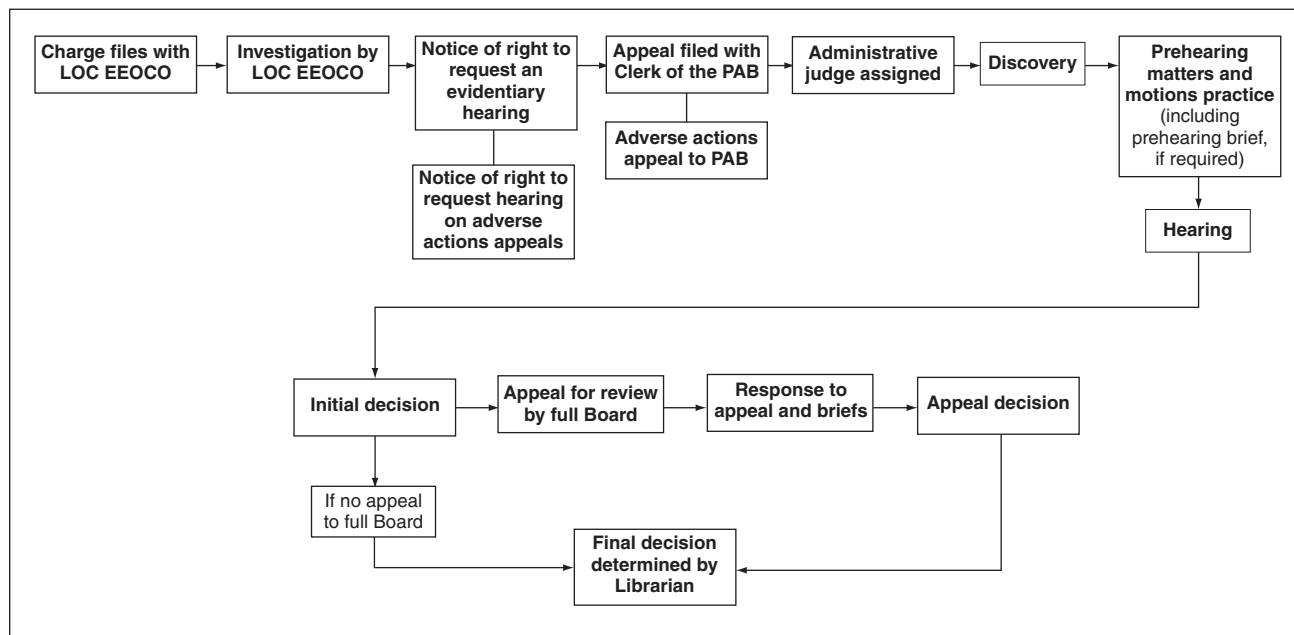 Charge files with
LOC EEOCO
Investigation by
LOC EEOCO
Notice of right to
request an
evidentiary
hearing
Appeal filed with
Clerk of the PAB
Administrative
judge assigned
Discovery
Prehearing
matters and
motions practice
(including
prehearing brief,
if required)
Adverse actions
appeal to PAB
Notice of right to
request hearing
on adverse
actions appeals
Hearing
Initial decision
Appeal for review
by full Board
Response to
appeal and briefs
Appeal decision
If no appeal
to full Board
Final decision
determined by
Librarian